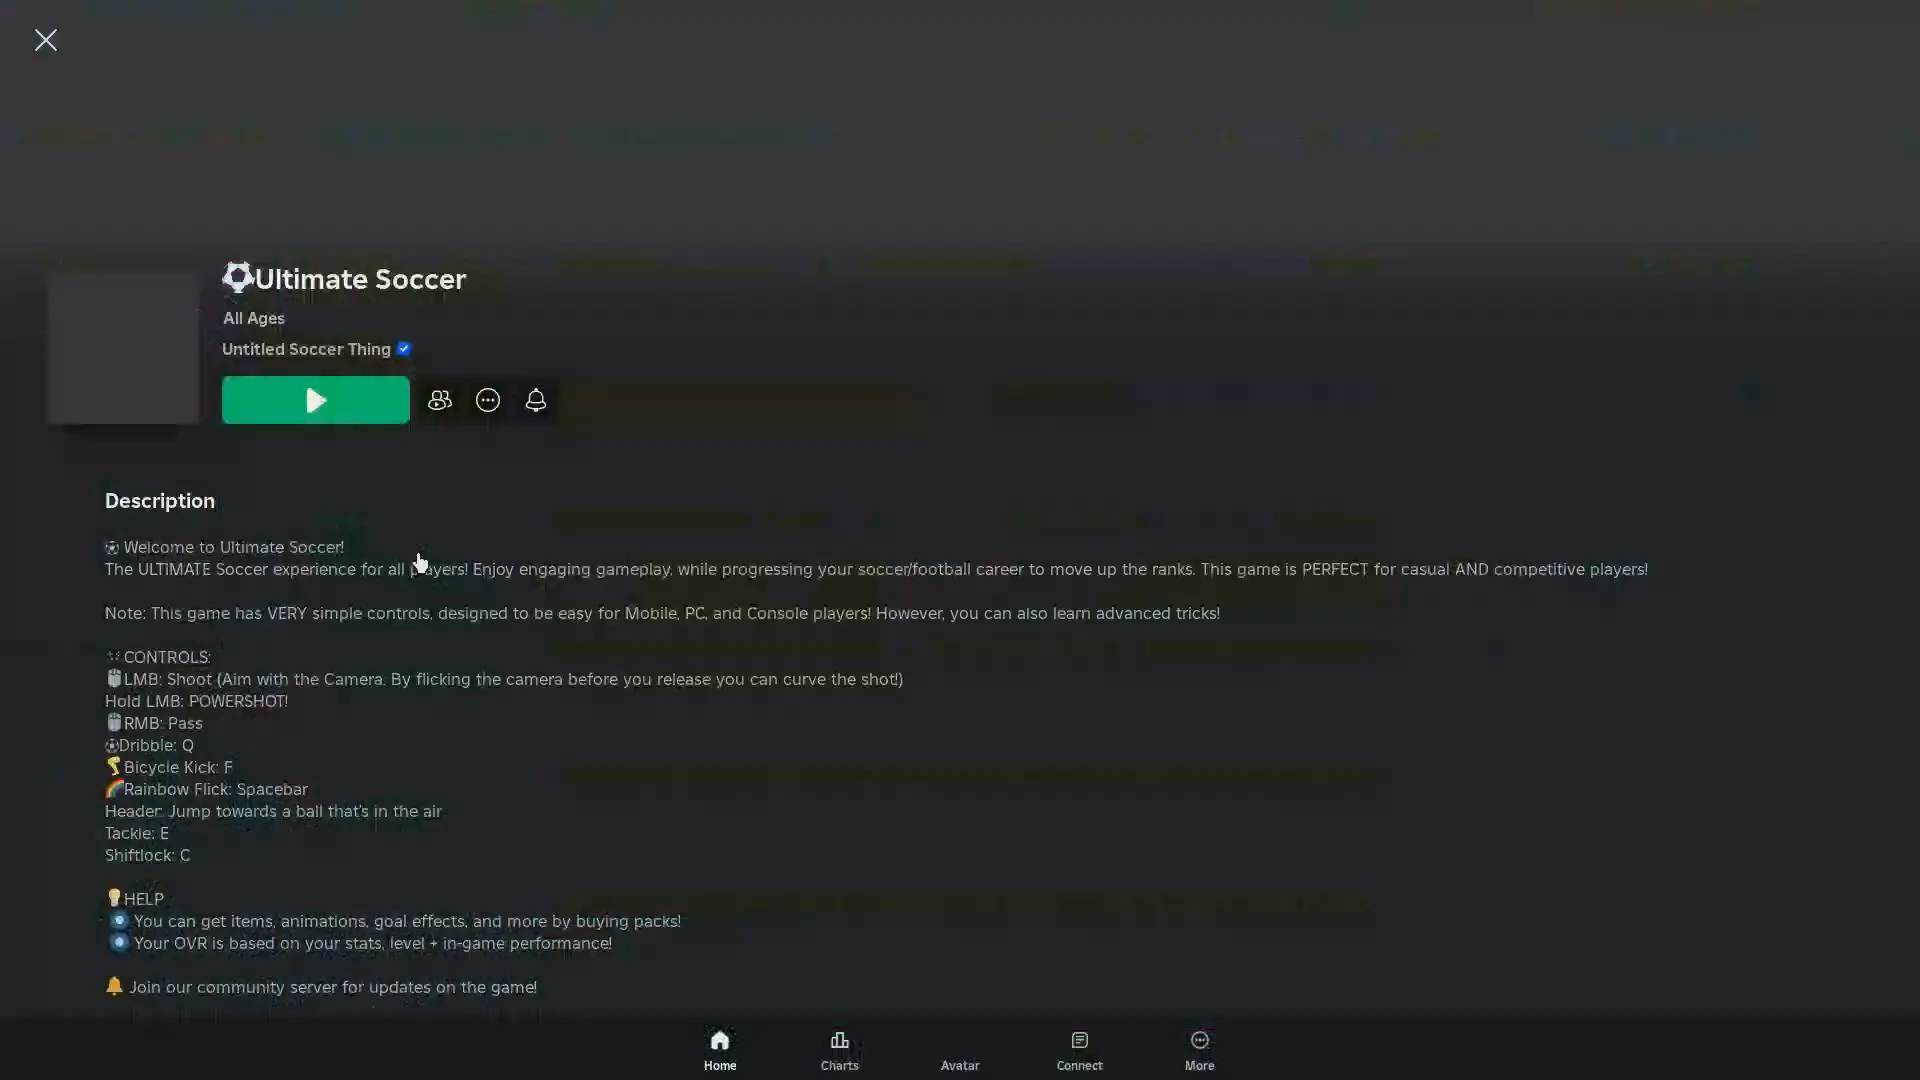 ⚽Ultimate Soccer
All Ages
Untitled Soccer Thing
Description
⚽ Welcome to Ultimate Soccer!
The ULTIMATE Soccer experience for all players! Enjoy engaging gameplay, while progressing your soccer/football career to move up the ranks. This game is PERFECT for casual AND competitive players!
Note: This game has VERY simple controls, designed to be easy for Mobile, PC, and Console players! However, you can also learn advanced tricks!
CONTROLS:
🖱LMB: Shoot (Aim with the Camera. By flicking the camera before you release you can curve the shot!)
Hold LMB: POWERSHOT!
🖱RMB: Pass
⚽Dribble: Q
🦵Bicycle Kick: F
🌈Rainbow Flick: Spacebar
Header: Jump towards a ball that's in the air
Tackle: E
Shiftlock: C
💡HELP
You can get items, animations, goal effects, and more by buying packs!
Your OVR is based on your stats, level + in-game performance!
🔔 Join our community server for updates on the game!
Home
Charts
Avatar
Connect
More